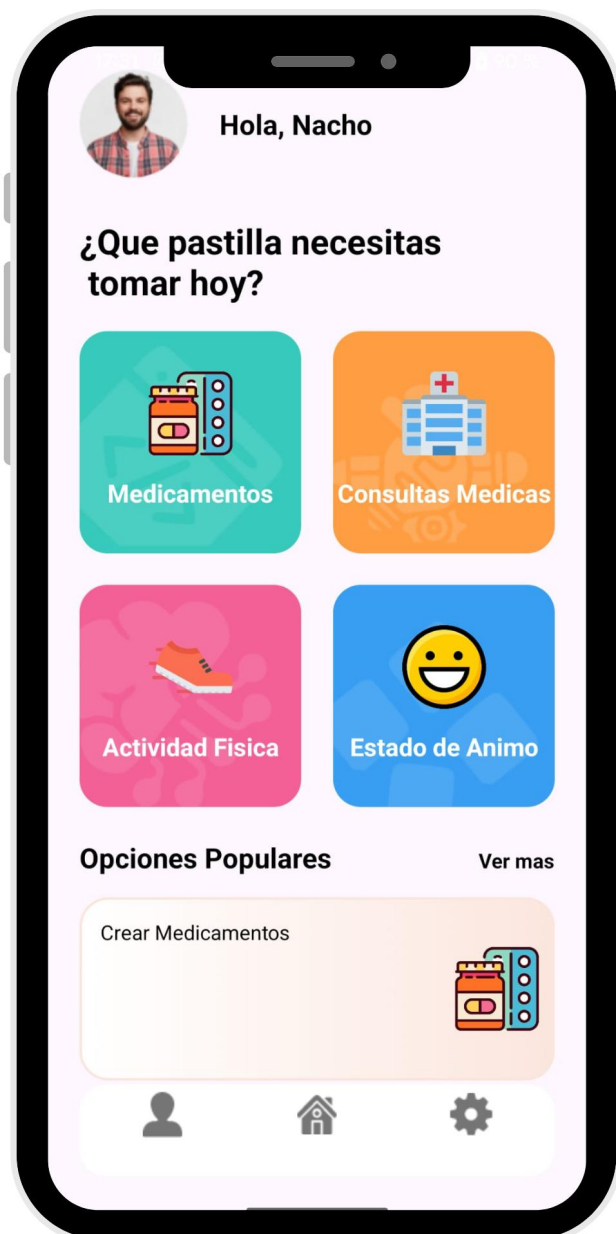 Hola, Nacho
¿Que pastilla necesitas
tomar hoy?
Medicamentos
Consultas Medicas
Actividad Fisica
Estado de Animo
Opciones Populares
Ver mas
Crear Medicamentos